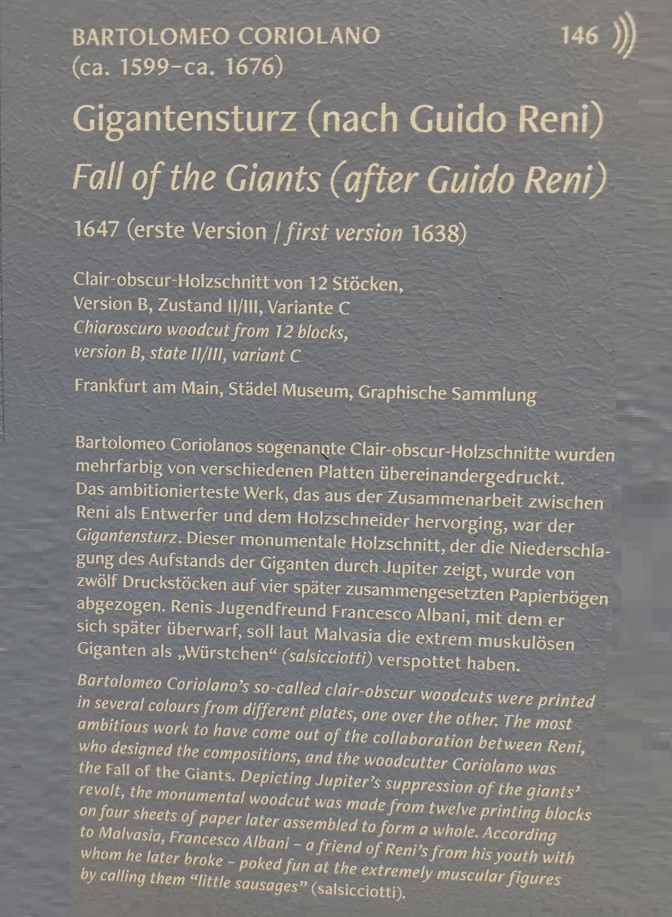 BARTOLOMEO CORIOLANO 146
(ca. 1599–ca. 1676)
Gigantensturz (nach Guido Reni)
Fall of the Giants (after Guido Reni)
1647 (erste Version / first version 1638)
Clair-obscur-Holzschnitt von 12 Stöcken,
Version B, Zustand II/III, Variante C
Chiaroscuro woodcut from 12 blocks,
version B, state II/III, variant C
Frankfurt am Main, Städel Museum, Graphische Sammlung
Bartolomeo Coriolanos sogenannte Clair-obscur-Holzschnitte wurden
mehrfarbig von verschiedenen Platten übereinandergedruckt.
Das ambitionierteste Werk, das aus der Zusammenarbeit zwischen
Reni als Entwerfer und dem Holzschneider hervorging, war der
Gigantensturz. Dieser monumentale Holzschnitt, der die Niederschla-
gung des Aufstands der Giganten durch Jupiter zeigt, wurde von
zwölf Druckstöcken auf vier später zusammengesetzten Papierbögen
abgezogen. Renis Jugendfreund Francesco Albani, mit dem er
sich später überwarf, soll laut Malvasia die extrem muskulösen
Giganten als „Würstchen“ (salsicciotti) verspottet haben.
Bartolomeo Coriolano's so-called clair-obscur woodcuts were printed
in several colours from different plates, one over the other. The most
ambitious work to have come out of the collaboration between Reni,
who designed the compositions, and the woodcutter Coriolano was
the Fall of the Giants. Depicting Jupiter's suppression of the giants'
revolt, the monumental woodcut was made from twelve printing blocks
on four sheets of paper later assembled to form a whole. According
to Malvasia, Francesco Albani – a friend of Reni's from his youth with
whom he later broke – poked fun at the extremely muscular figures
by calling them “little sausages” (salsicciotti).